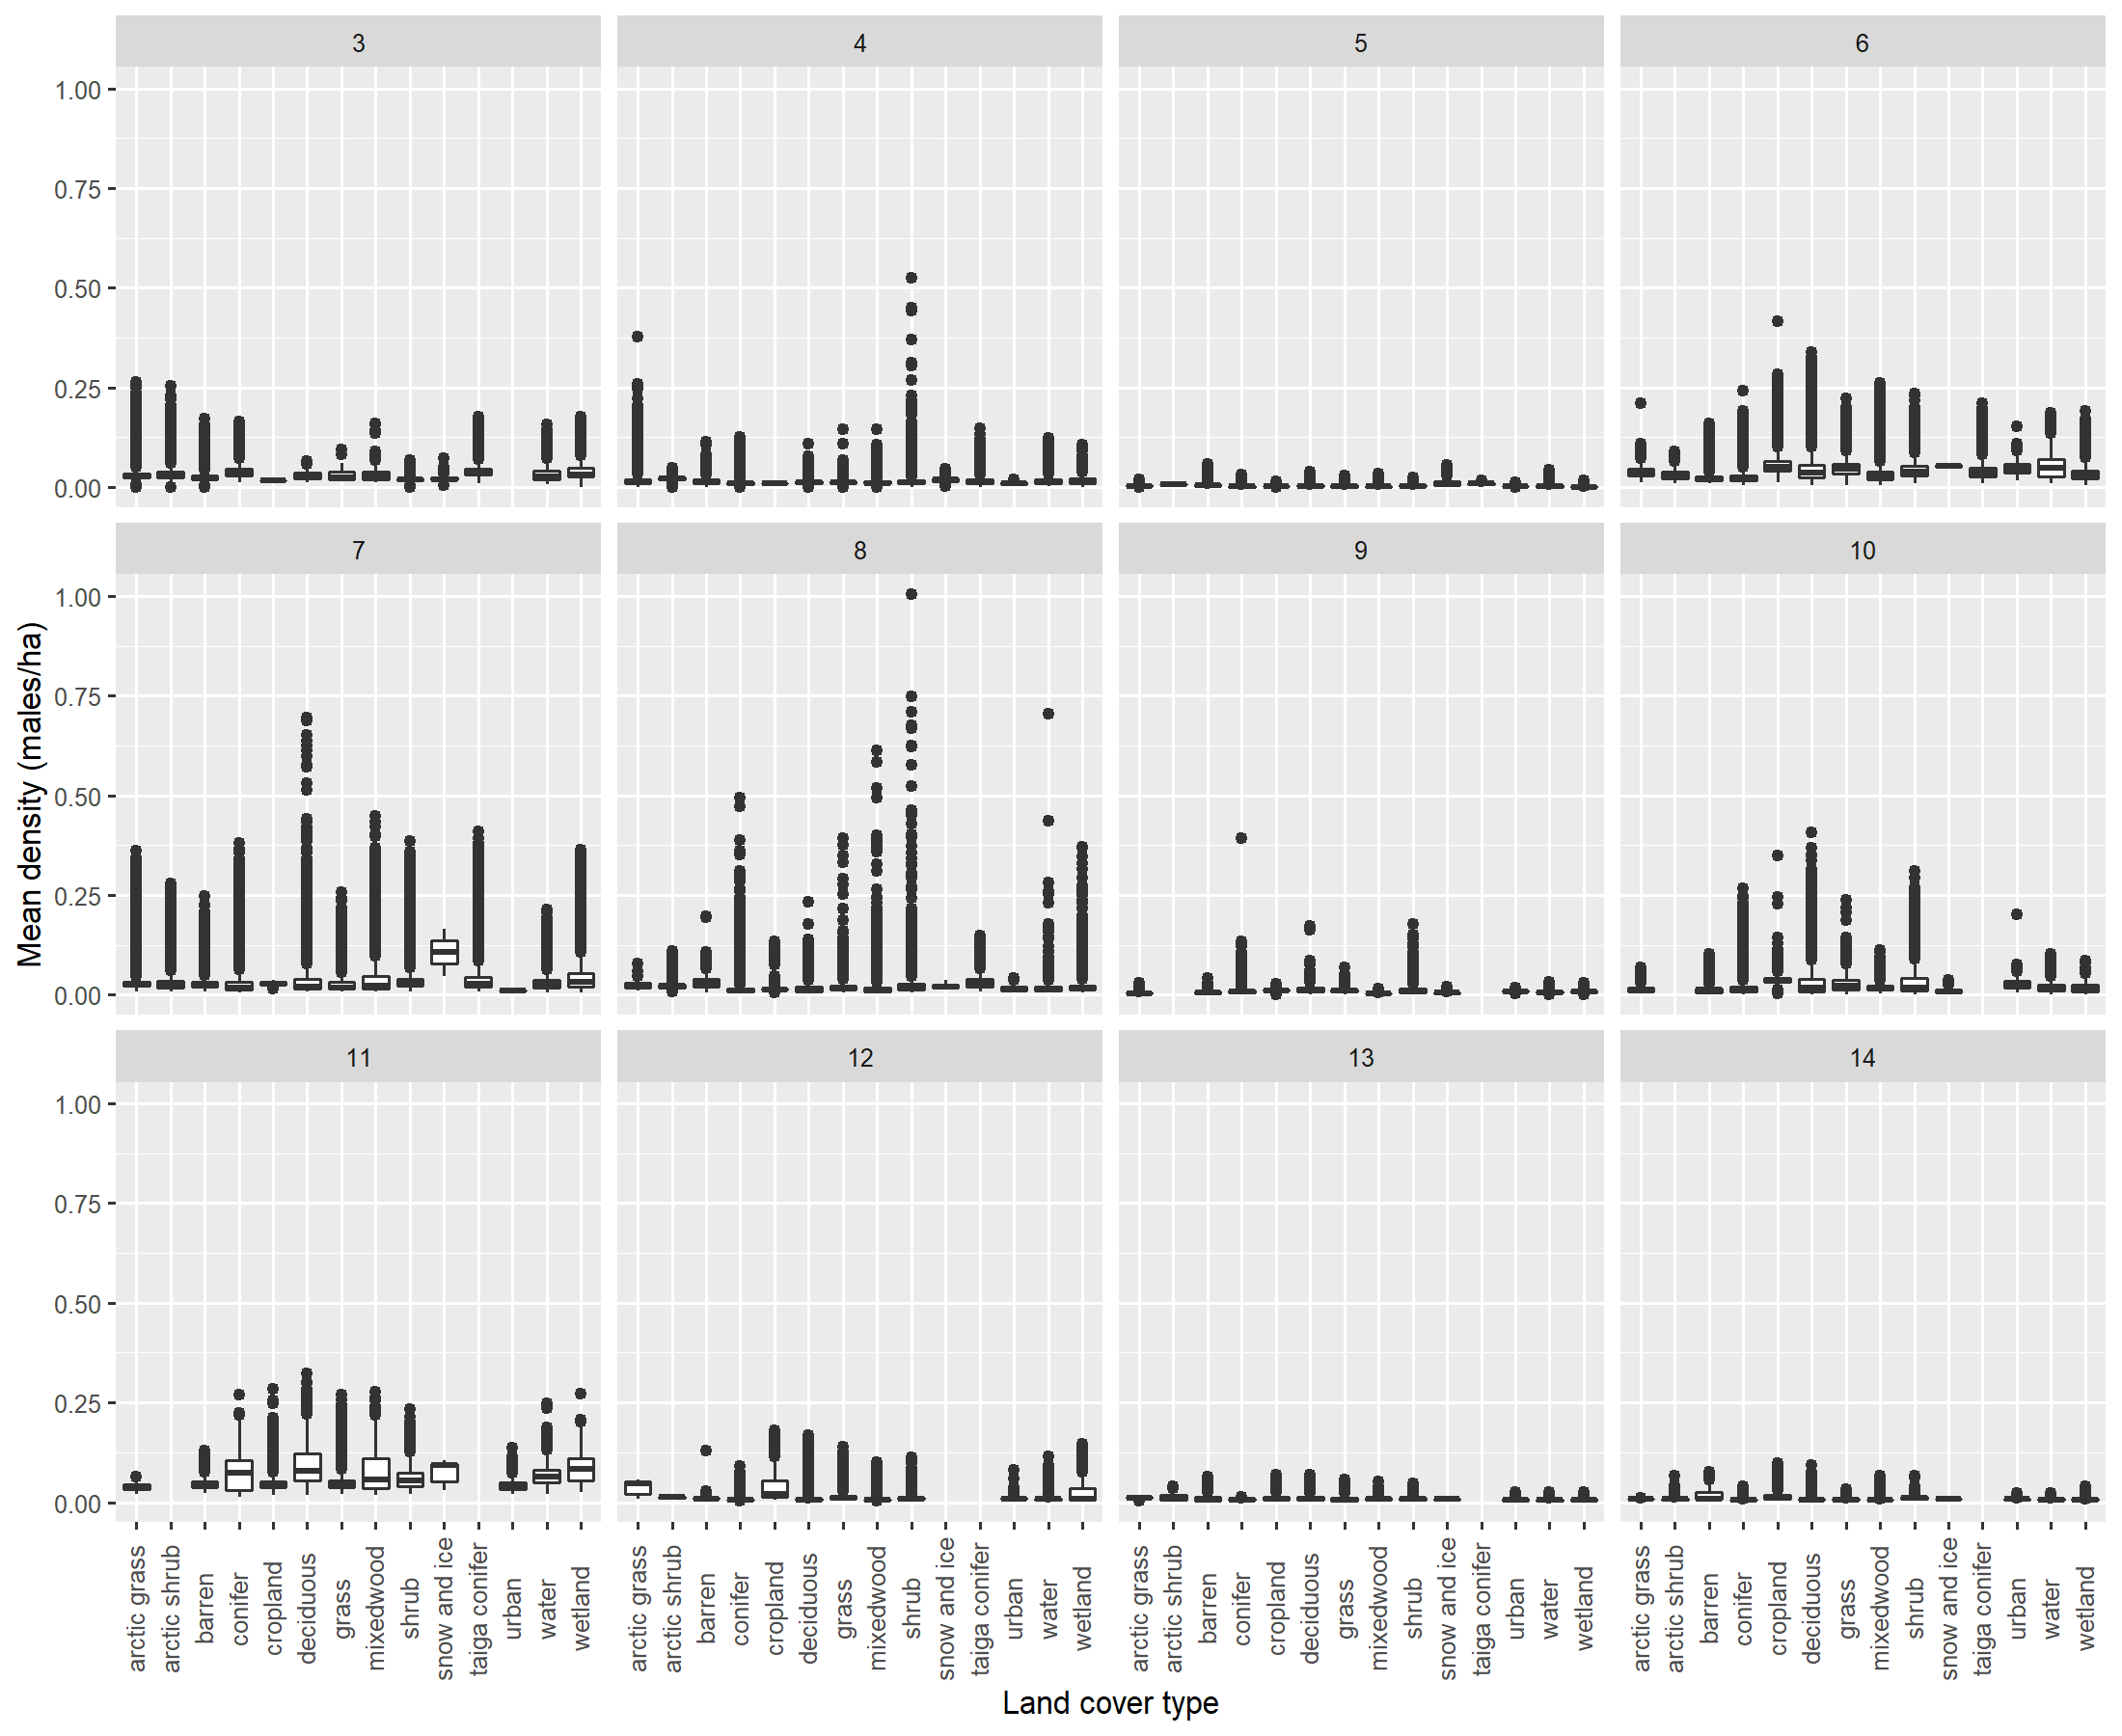 3 4 5 6
1.00
0.75
0.50
0.25
0.00
7 8 9 10
1.00
0.75
0.50
0.25
0.00
11 12 13 14
1.00
0.75
0.50
0.25
0.00
Mean density (males/ha)
arctic grass arctic shrub barren conifer cropland deciduous grass mixedwood shrub snow and ice taiga conifer urban water wetland
arctic grass arctic shrub barren conifer cropland deciduous grass mixedwood shrub snow and ice taiga conifer urban water wetland
arctic grass arctic shrub barren conifer cropland deciduous grass mixedwood shrub snow and ice taiga conifer urban water wetland
arctic grass arctic shrub barren conifer cropland deciduous grass mixedwood shrub snow and ice taiga conifer urban water wetland
Land cover type